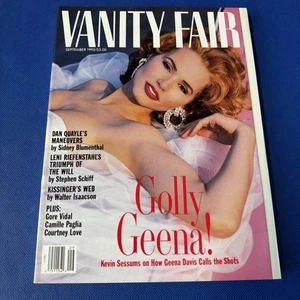 VANITY FAIR
SEPTEMBER 1992/$3.00
DAN QUAYLE'S
MANEUVERS
by Sidney Blumenthal
LENI RIEFENSTAHL'S
TRIUMPH OF
THE WILL
by Stephen Schiff
KISSINGER'S WEB
by Walter Isaacson
PLUS:
Gore Vidal
Camille Paglia
Courtney Love
Golly
Geena!
Kevin Sessums on How Geena Davis Calls the Shots